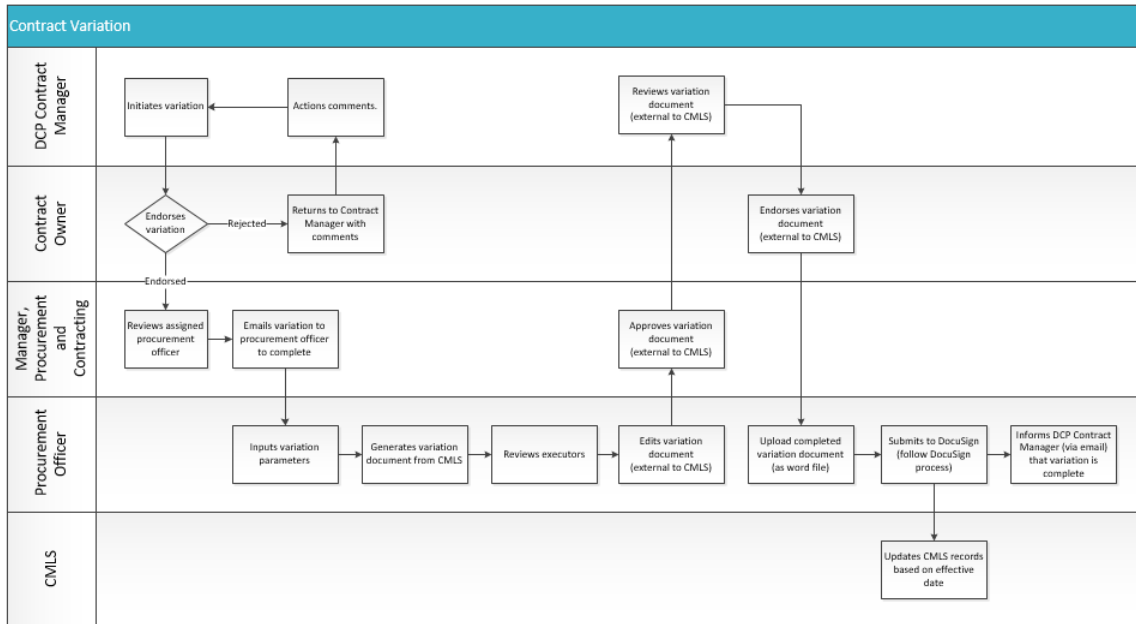 Contract Variation
DCP Contract
Manager
Initiates variation
Actions comments.
Reviews variation
document
(external to CMLS)
Contract
Owner
Endorses
variation
Rejected
Returns to Contract
Manager with
comments
Endorses variation
document
(external to CMLS)
Endorsed
Manager,
Procurement
and
Contracting
Reviews assigned
procurement
officer
Emails variation to
procurement officer
to complete
Approves variation
document
(external to CMLS)
Procurement
Officer
Inputs variation
parameters
Generates variation
document from CMLS
Reviews executors
Edits variation
document
(external to CMLS)
Upload completed
variation document
(as word file)
Submits to DocuSign
(follow DocuSign
process)
Informs DCP Contract
Manager (via email)
that variation is
complete
CMLS
Updates CMLS records
based on effective
date